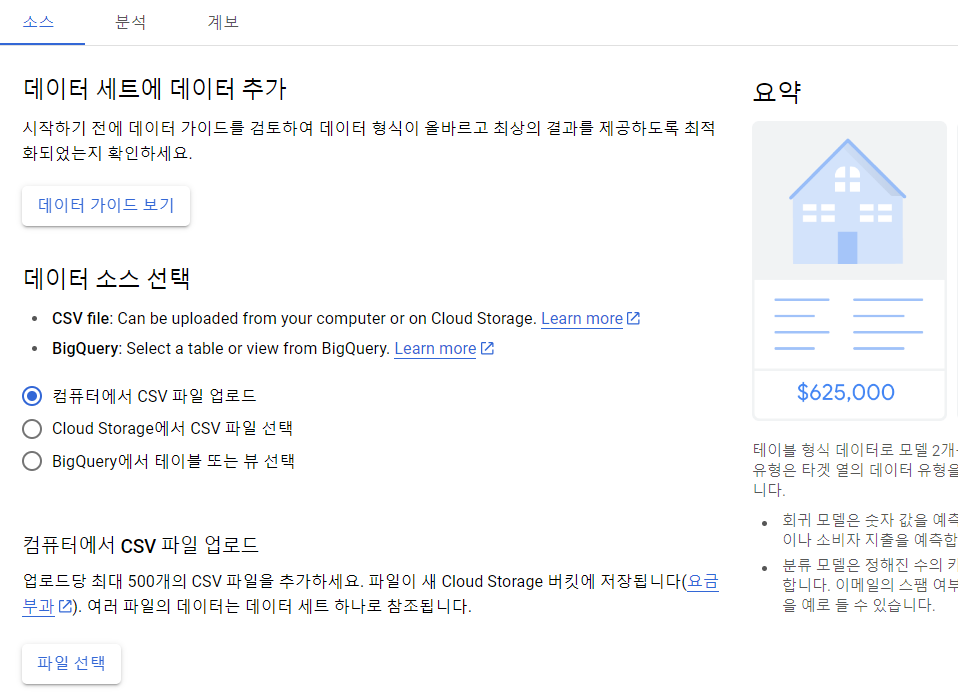 소스 분석 계보
데이터 세트에 데이터 추가
시작하기 전에 데이터 가이드를 검토하여 데이터 형식이 올바르고 최상의 결과를 제공하도록 최적
화되었는지 확인하세요.
데이터 가이드 보기
데이터 소스 선택
• CSV file: Can be uploaded from your computer or on Cloud Storage. Learn more
• BigQuery: Select a table or view from BigQuery. Learn more
컴퓨터에서 CSV 파일 업로드
Cloud Storage에서 CSV 파일 선택
BigQuery에서 테이블 또는 뷰 선택
컴퓨터에서 CSV 파일 업로드
업로드당 최대 500개의 CSV 파일을 추가하세요. 파일이 새 Cloud Storage 버킷에 저장됩니다(요금
부과). 여러 파일의 데이터는 데이터 세트 하나로 참조됩니다.
파일 선택
요약
$625,000
테이블 형식 데이터로 모델 2개
유형은 타겟 열의 데이터 유형을
니다.
• 회귀 모델은 숫자 값을 예측
이나 소비자 지출을 예측합
• 분류 모델은 정해진 수의
합니다. 이메일의 스팸 여부
을 예로 들 수 있습니다.